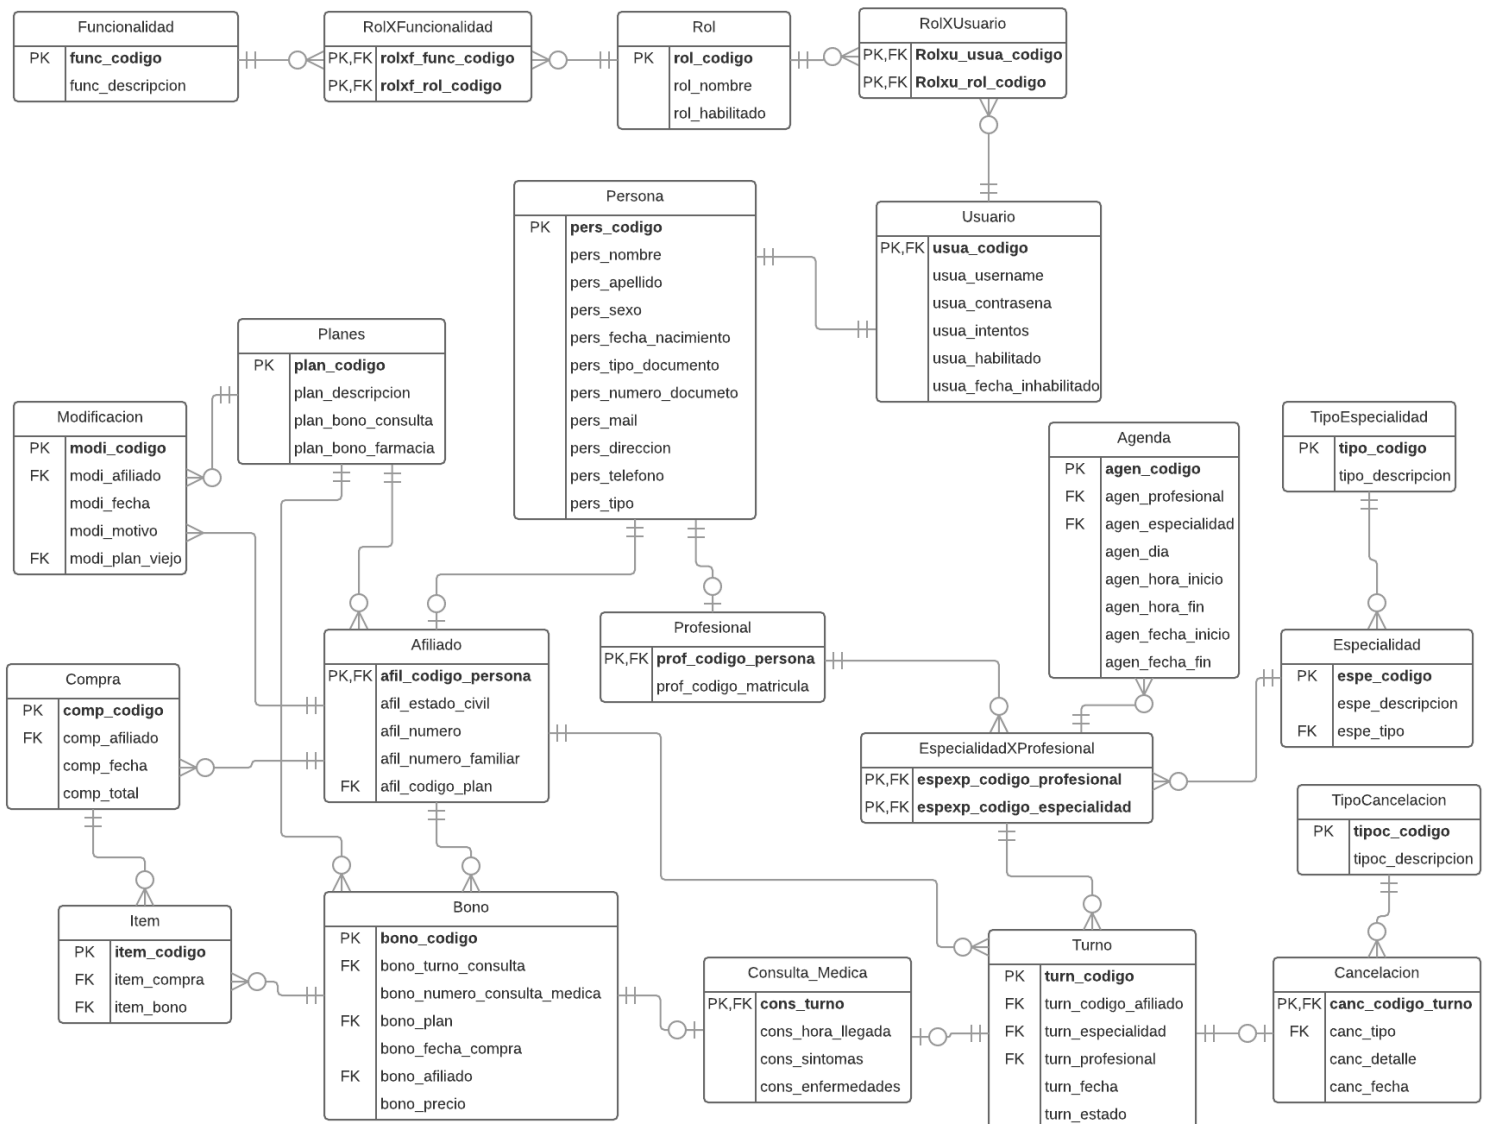 Funcionalidad
PK func_codigo
func_descripcion
RolXFuncionalidad
PK,FK rolxf_func_codigo
PK,FK rolxf_rol_codigo
Rol
PK rol_codigo
rol_nombre
rol_habilitado
RolXUsuario
PK,FK Rolxu_usua_codigo
PK,FK Rolxu_rol_codigo
Persona
PK pers_codigo
pers_nombre
pers_apellido
pers_sexo
pers_fecha_nacimiento
pers_tipo_documento
pers_numero_documeto
pers_mail
pers_direccion
pers_telefono
pers_tipo
Usuario
PK,FK usua_codigo
usua_username
usua_contrasena
usua_intentos
usua_habilitado
usua_fecha_inhabilitado
Planes
PK plan_codigo
plan_descripcion
plan_bono_consulta
plan_bono_farmacia
Modificacion
PK modi_codigo
FK modi_afiliado
modi_fecha
modi_motivo
FK modi_plan_viejo
Agenda
PK agen_codigo
FK agen_profesional
FK agen_especialidad
agen_dia
agen_hora_inicio
agen_hora_fin
agen_fecha_inicio
agen_fecha_fin
TipoEspecialidad
PK tipo_codigo
tipo_descripcion
Afiliado
PK,FK afil_codigo_persona
afil_estado_civil
afil_numero
afil_numero_familiar
FK afil_codigo_plan
Profesional
PK,FK prof_codigo_persona
prof_codigo_matricula
Especialidad
PK espe_codigo
espe_descripcion
FK espe_tipo
Compra
PK comp_codigo
FK comp_afiliado
comp_fecha
comp_total
EspecialidadXProfesional
PK,FK espexp_codigo_profesional
PK,FK espexp_codigo_especialidad
TipoCancelacion
PK tipoc_codigo
tipoc_descripcion
Item
PK item_codigo
FK item_compra
FK item_bono
Bono
PK bono_codigo
FK bono_turno_consulta
bono_numero_consulta_medica
FK bono_plan
bono_fecha_compra
FK bono_afiliado
bono_precio
Consulta_Medica
PK,FK cons_turno
cons_hora_llegada
cons_sintomas
cons_enfermedades
Turno
PK turn_codigo
FK turn_codigo_afiliado
FK turn_especialidad
FK turn_profesional
turn_fecha
turn_estado
Cancelacion
PK,FK canc_codigo_turno
FK canc_tipo
canc_detalle
canc_fecha